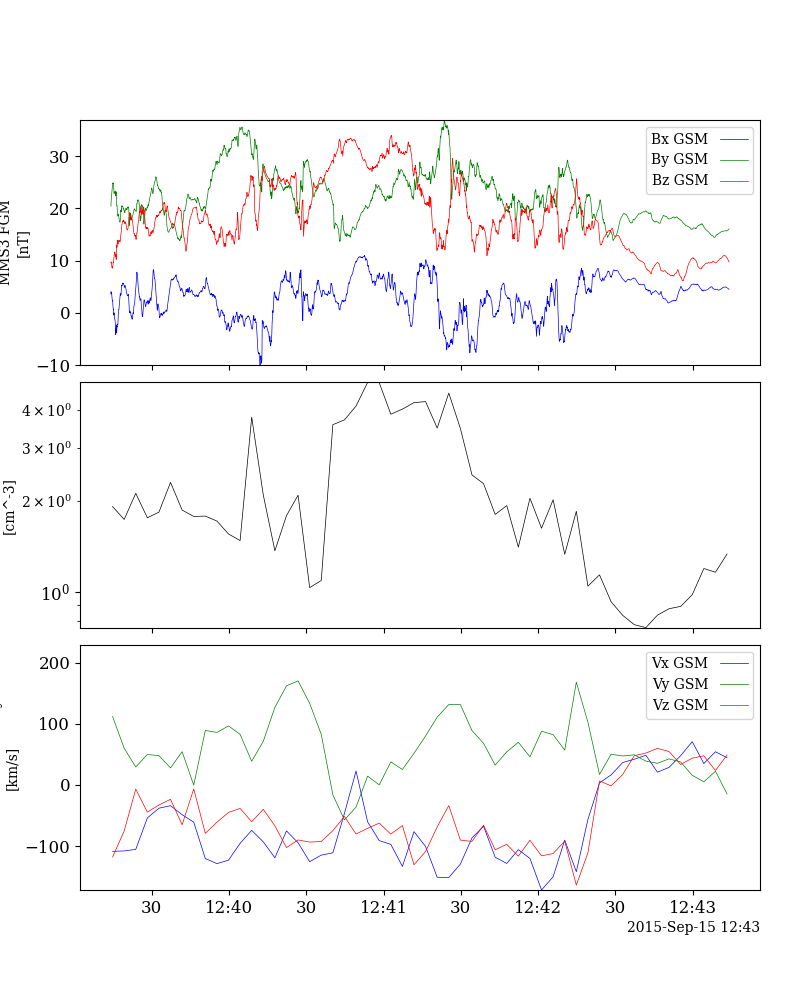 MMS3 FGM
[nT]
30
20
10
0
−10
Bx GSM
By GSM
Bz GSM
[cm^-3]
4 × 10⁰
3 × 10⁰
2 × 10⁰
10⁰
[km/s]
200
100
0
−100
Vx GSM
Vy GSM
Vz GSM
30 12:40 30 12:41 30 12:42 30 12:43
2015-Sep-15 12:43